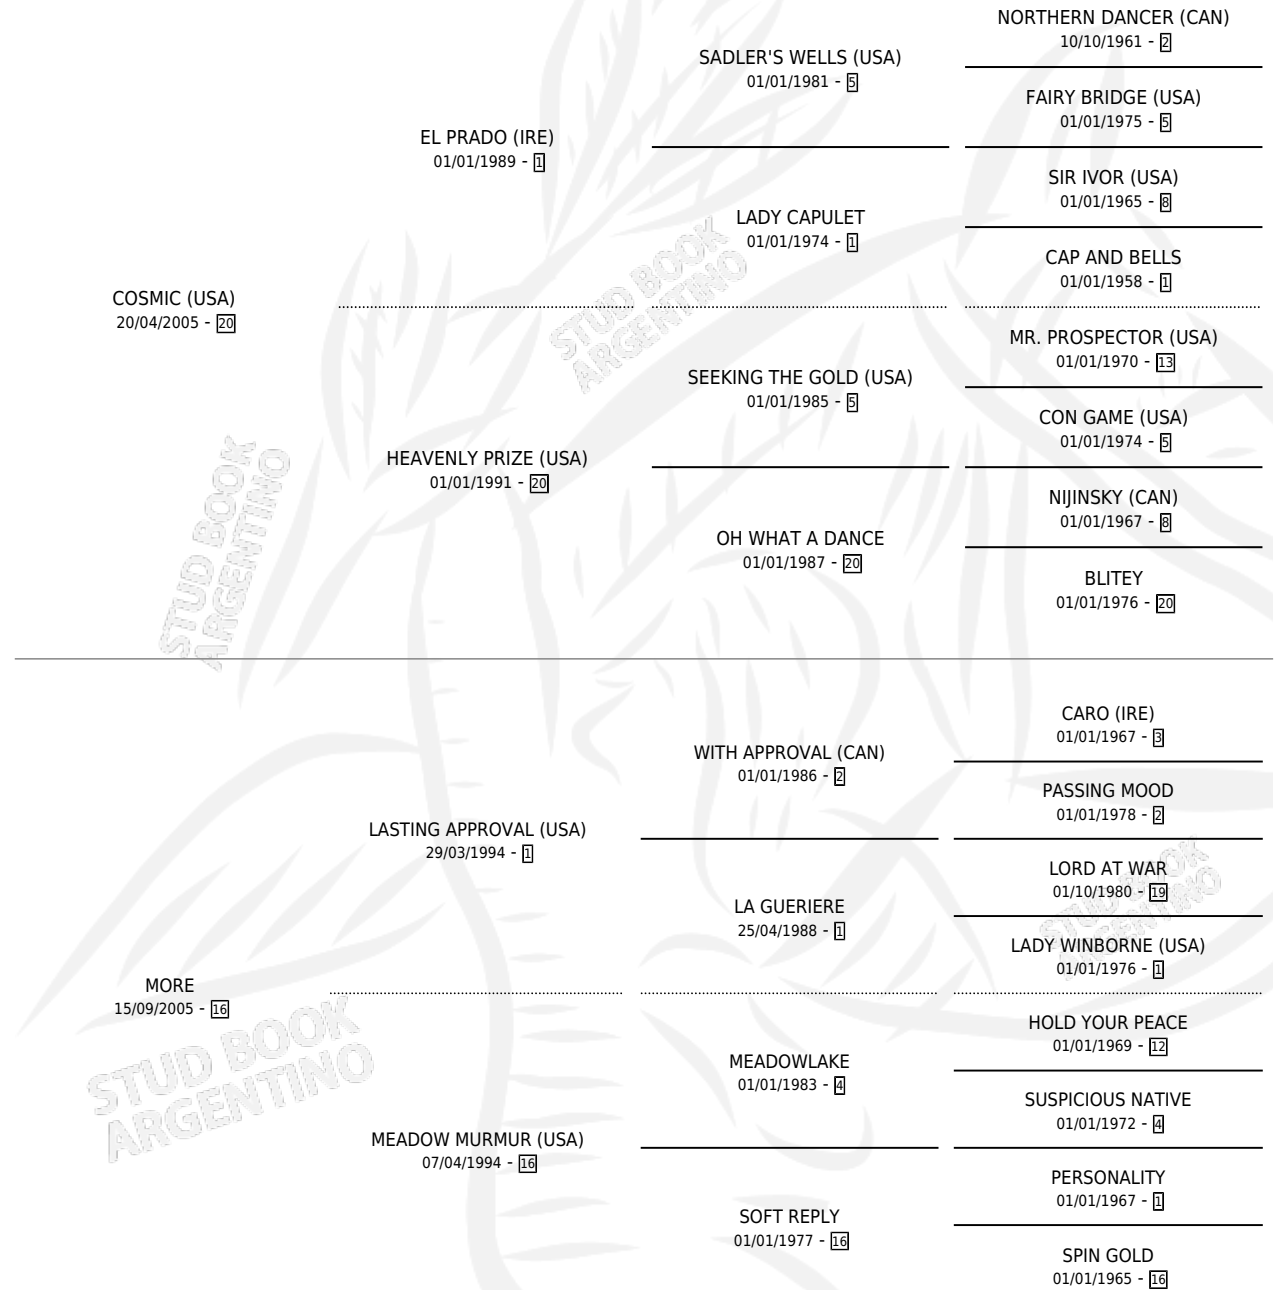 NORTHERN DANCER (CAN)
10/10/1961 - 2
SADLER'S WELLS (USA)
01/01/1981 - 5
FAIRY BRIDGE (USA)
01/01/1975 - 5
EL PRADO (IRE)
01/01/1989 - 1
SIR IVOR (USA)
01/01/1965 - 8
LADY CAPULET
01/01/1974 - 1
CAP AND BELLS
01/01/1958 - 1
COSMIC (USA)
20/04/2005 - 20
MR. PROSPECTOR (USA)
01/01/1970 - 13
SEEKING THE GOLD (USA)
01/01/1985 - 5
CON GAME (USA)
01/01/1974 - 5
HEAVENLY PRIZE (USA)
01/01/1991 - 20
NIJINSKY (CAN)
01/01/1967 - 8
OH WHAT A DANCE
01/01/1987 - 20
BLITEY
01/01/1976 - 20
CARO (IRE)
01/01/1967 - 3
WITH APPROVAL (CAN)
01/01/1986 - 2
PASSING MOOD
01/01/1978 - 2
LASTING APPROVAL (USA)
29/03/1994 - 1
LORD AT WAR
01/10/1980 - 19
LA GUERIERE
25/04/1988 - 1
LADY WINBORNE (USA)
01/01/1976 - 1
MORE
15/09/2005 - 16
HOLD YOUR PEACE
01/01/1969 - 12
MEADOWLAKE
01/01/1983 - 4
SUSPICIOUS NATIVE
01/01/1972 - 4
MEADOW MURMUR (USA)
07/04/1994 - 16
PERSONALITY
01/01/1967 - 1
SOFT REPLY
01/01/1977 - 16
SPIN GOLD
01/01/1965 - 16
STUD BOOK
ARGENTINO
STUD BOOK
ARGENTINO
STUD BOOK
ARGENTINO
STUD BOOK
ARGENTINO